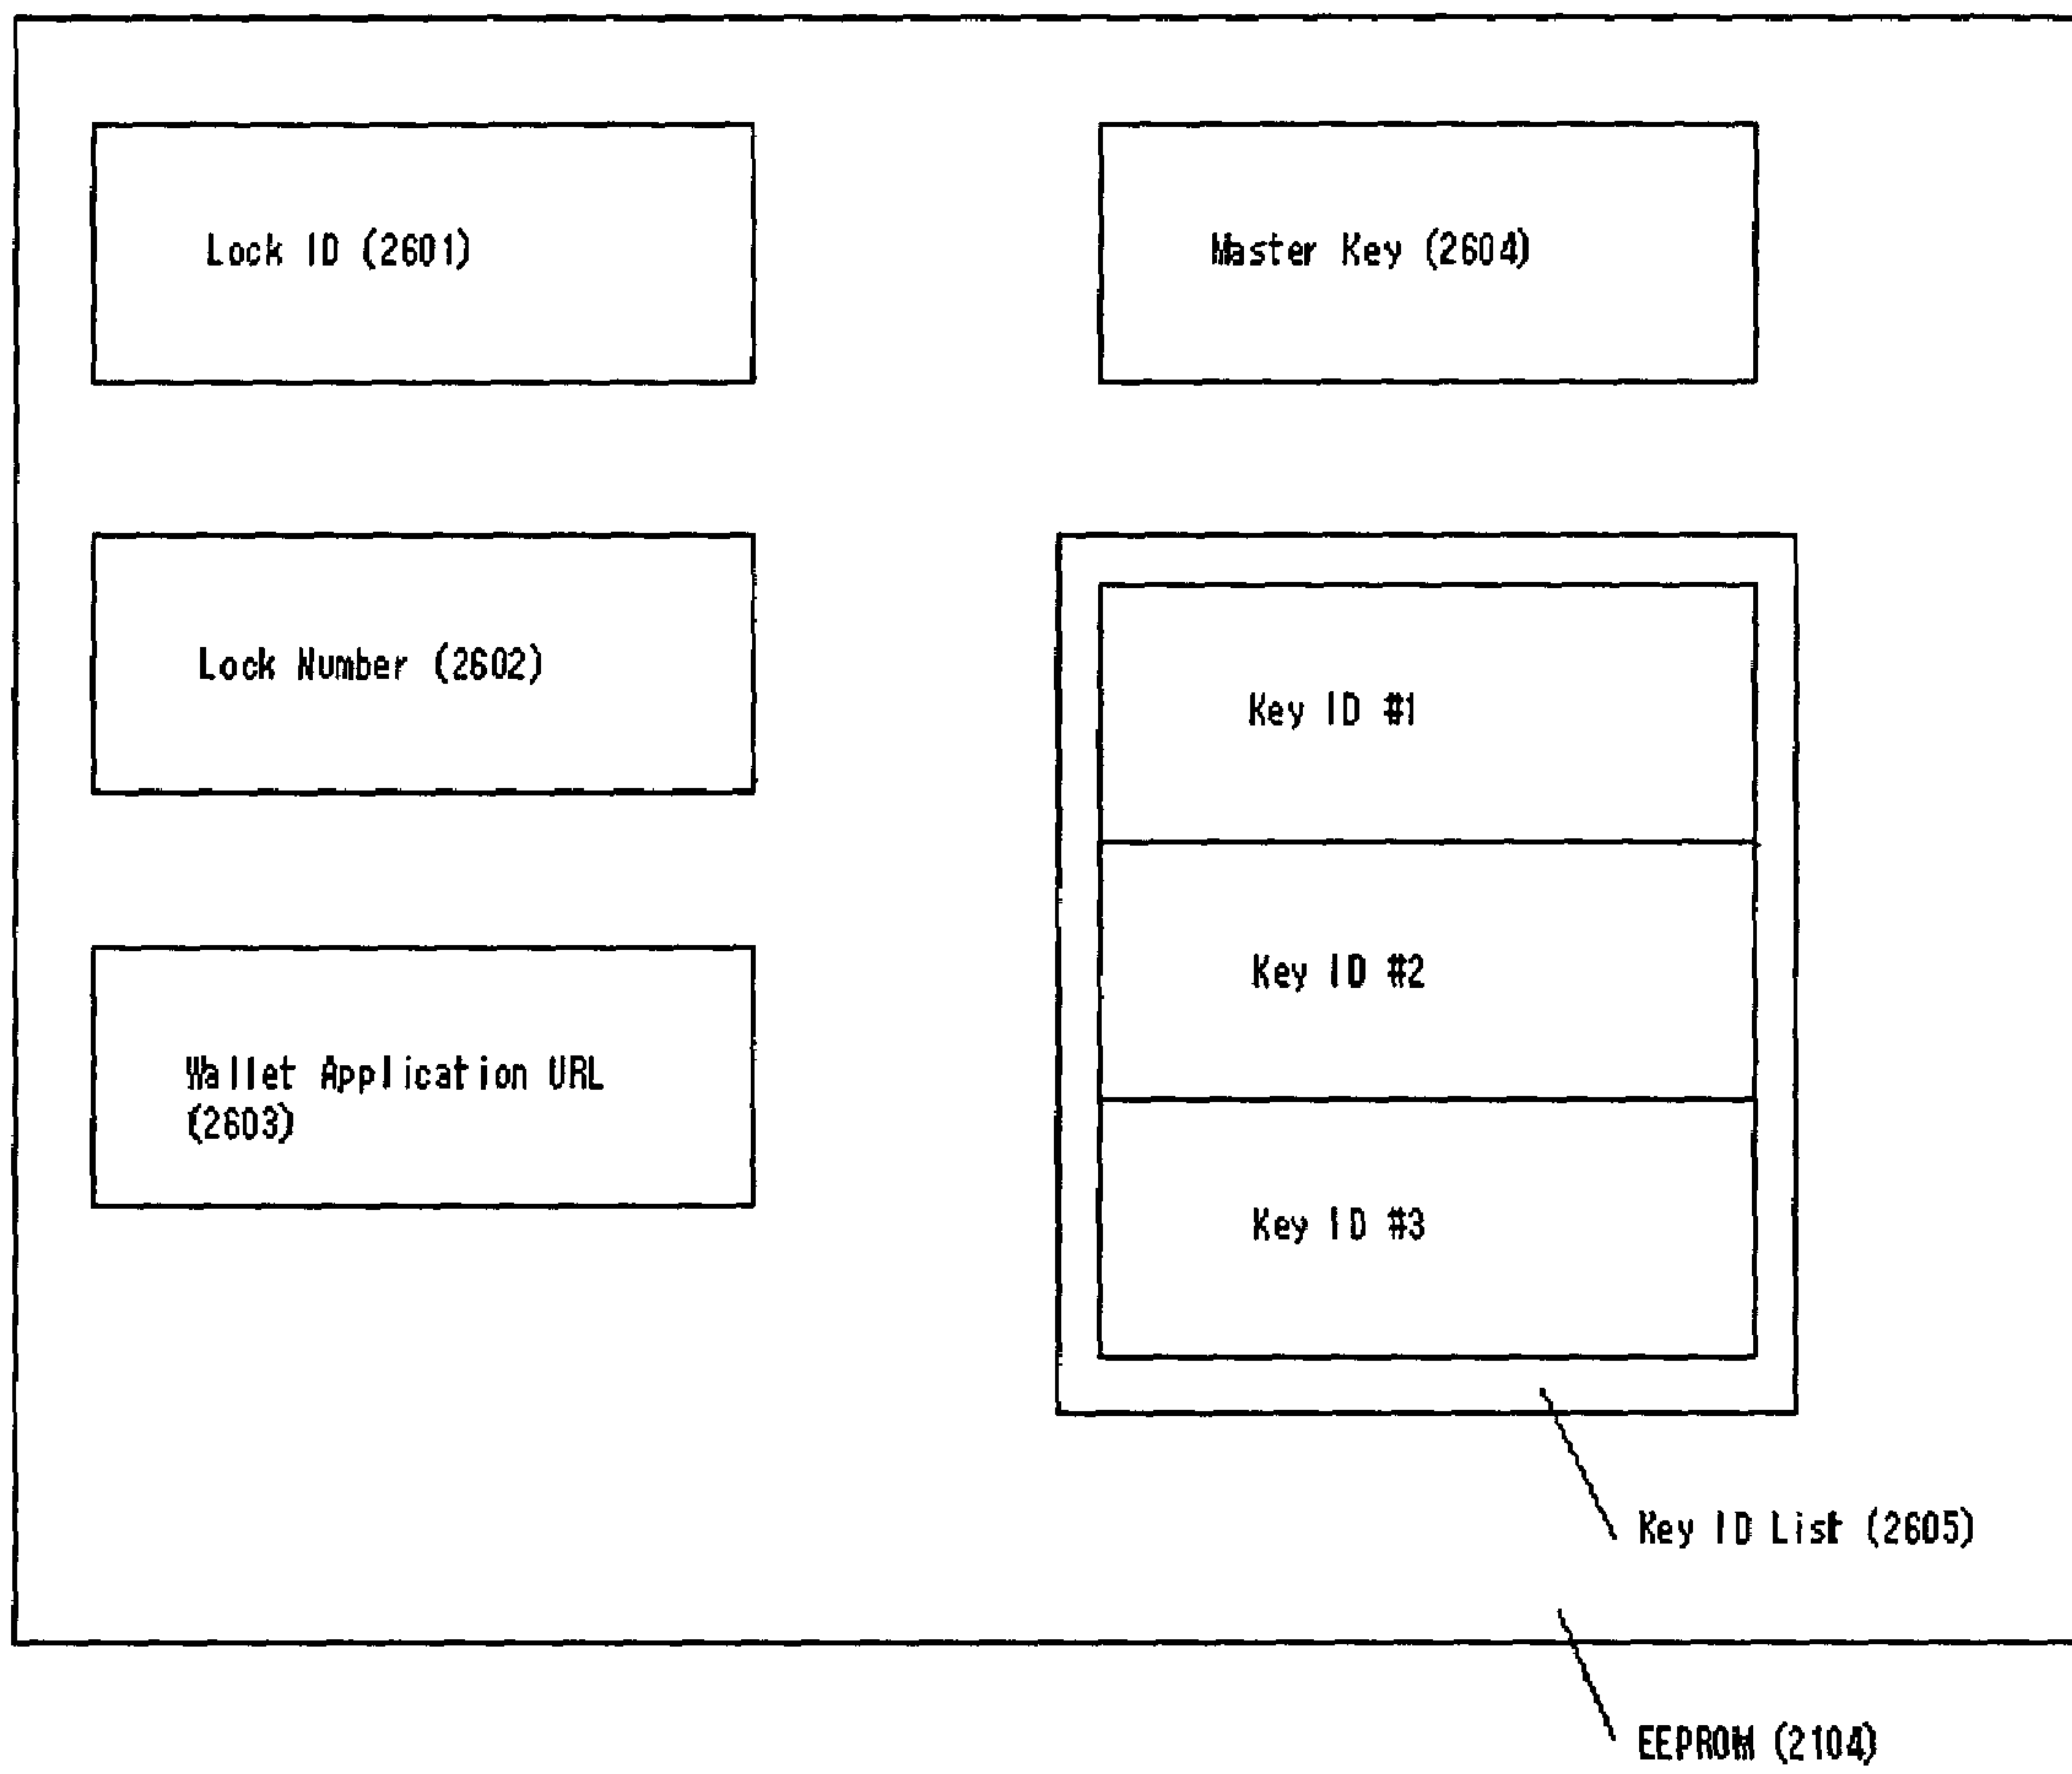 Lock ID (2601)
Master Key (2604)
Lock Number (2602)
Key ID #1
Key ID #2
Wallet Application URL
(2603)
Key ID #3
Key ID List (2605)
EEPROM (2104)